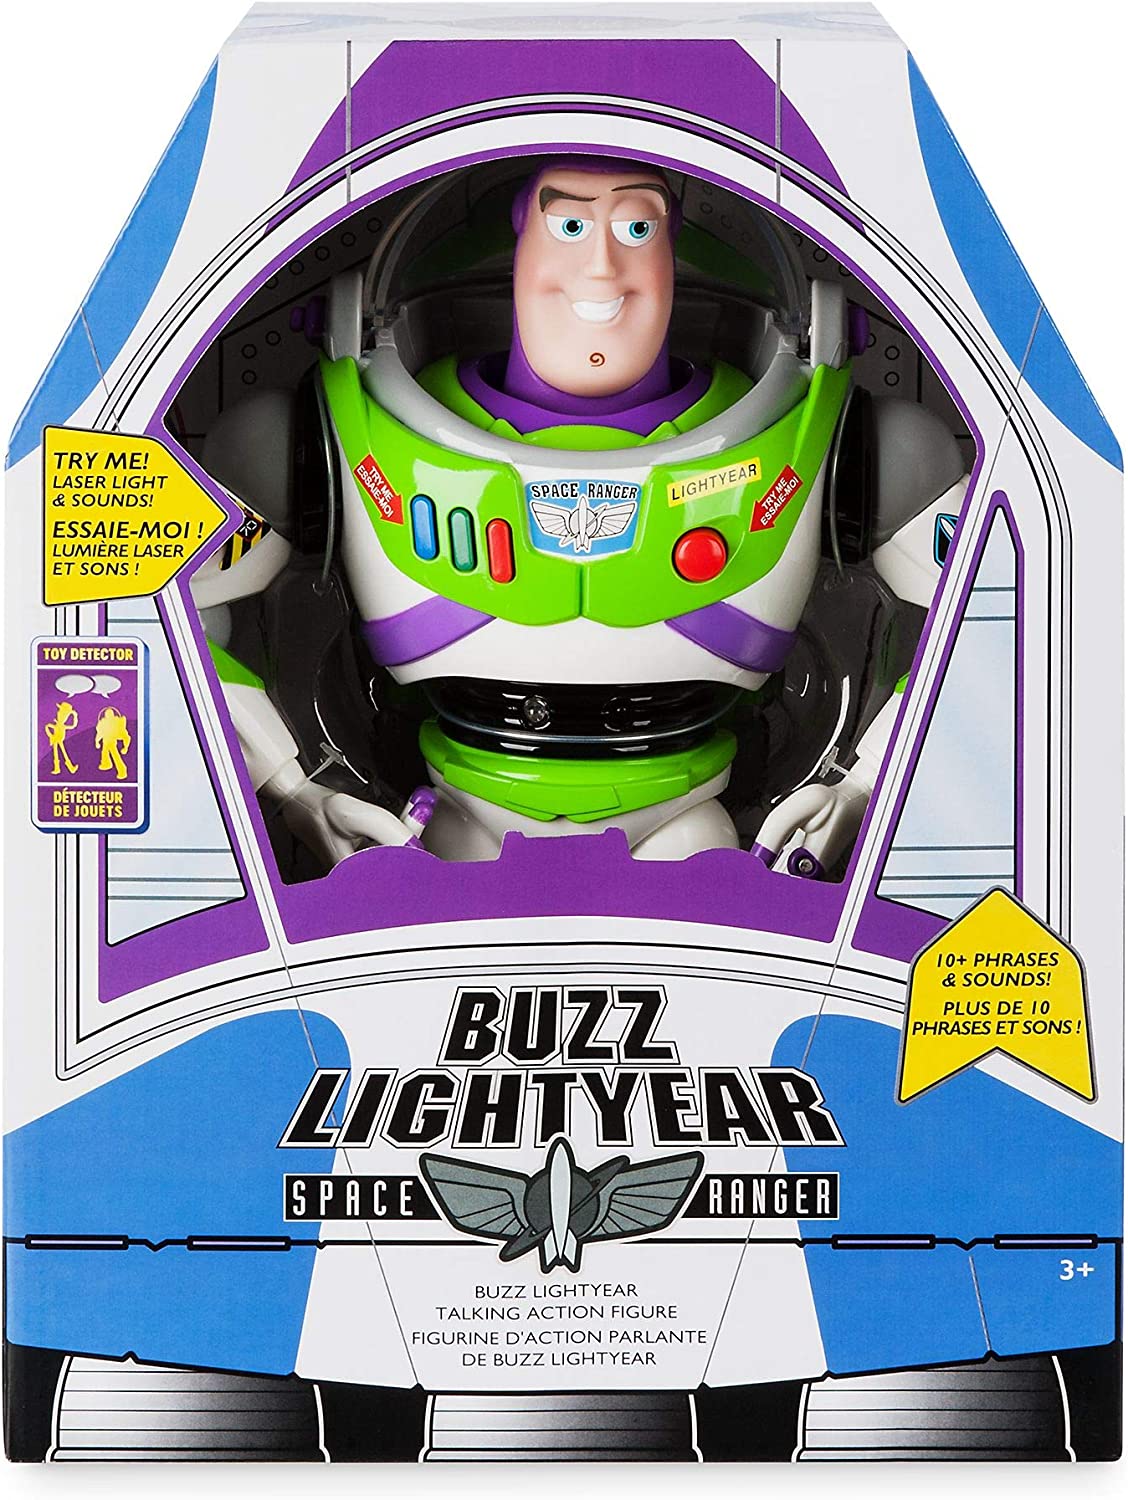 TRY ME!
LASER LIGHT
& SOUNDS!
ESSAIE-MOI !
LUMIÈRE LASER
ET SONS !
TRY ME
ESSAIE-MOI
SPACE RANGER
LIGHTYEAR
TRY ME
ESSAIE-MOI
TOY DETECTOR
DÉTECTEUR
DE JOUETS
10+ PHRASES
& SOUNDS!
PLUS DE 10
PHRASES ET SONS !
BUZZ
LIGHTYEAR
SPACE RANGER
BUZZ LIGHTYEAR
TALKING ACTION FIGURE
FIGURINE D'ACTION PARLANTE
DE BUZZ LIGHTYEAR
3+